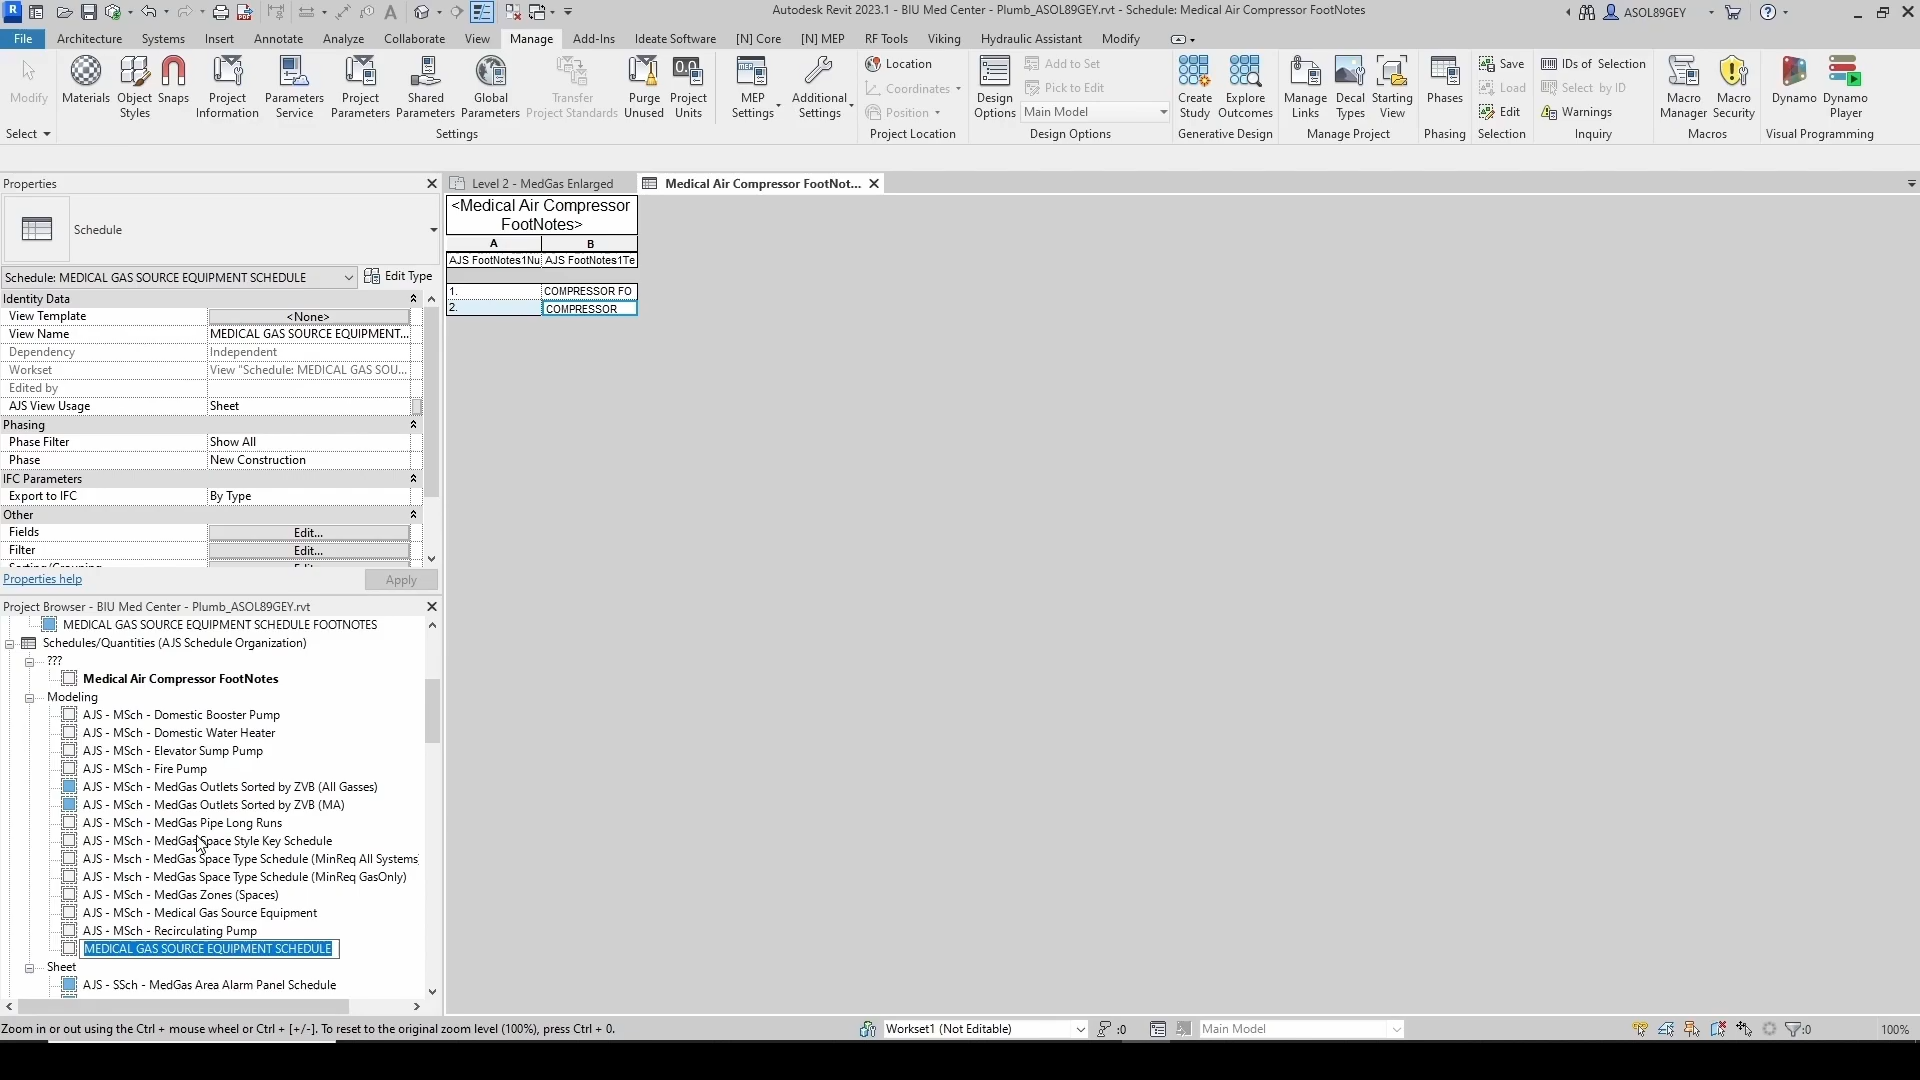 Autodesk Revit 2023.1 - BIU Med Center - Plumb_ASOL89GEY.rvt - Schedule: Medical Air Compressor FootNotes
ASOL89GEY
File Architecture Systems Insert Annotate Analyze Collaborate View Manage Add-Ins Ideate Software [N] Core [N] MEP RF Tools Viking Hydraulic Assistant Modify
Modify
Materials
Object Styles
Snaps
Project Information
Parameters Service
Project Parameters
Shared Parameters
Global Parameters
Transfer Project Standards
Purge Unused
Project Units
MEP Settings
Additional Settings
Location
Coordinates
Position
Design Options
Add to Set
Pick to Edit
Main Model
Create Study
Explore Outcomes
Manage Links
Decal Types
Starting View
Phases
Save
Load
Edit
IDs of Selection
Select by ID
Warnings
Macro Manager
Macro Security
Dynamo
Dynamo Player
Select Settings Project Location Design Options Generative Design Manage Project Phasing Selection Inquiry Macros Visual Programming
Properties
Schedule
Schedule: MEDICAL GAS SOURCE EQUIPMENT SCHEDULE Edit Type
Identity Data
View Template <None>
View Name MEDICAL GAS SOURCE EQUIPMENT...
Dependency Independent
Workset View "Schedule: MEDICAL GAS SOU...
Edited by
AJS View Usage Sheet
Phasing
Phase Filter Show All
Phase New Construction
IFC Parameters
Export to IFC By Type
Other
Fields Edit...
Filter Edit...
Properties help Apply
Project Browser - BIU Med Center - Plumb_ASOL89GEY.rvt
MEDICAL GAS SOURCE EQUIPMENT SCHEDULE FOOTNOTES
Schedules/Quantities (AJS Schedule Organization)
???
Medical Air Compressor FootNotes
Modeling
AJS - MSch - Domestic Booster Pump
AJS - MSch - Domestic Water Heater
AJS - MSch - Elevator Sump Pump
AJS - MSch - Fire Pump
AJS - MSch - MedGas Outlets Sorted by ZVB (All Gasses)
AJS - MSch - MedGas Outlets Sorted by ZVB (MA)
AJS - MSch - MedGas Pipe Long Runs
AJS - MSch - MedGas Space Style Key Schedule
AJS - Msch - MedGas Space Type Schedule (MinReq All Systems
AJS - Msch - MedGas Space Type Schedule (MinReq GasOnly)
AJS - MSch - MedGas Zones (Spaces)
AJS - MSch - Medical Gas Source Equipment
AJS - MSch - Recirculating Pump
MEDICAL GAS SOURCE EQUIPMENT SCHEDULE
Sheet
AJS - SSch - MedGas Area Alarm Panel Schedule
Level 2 - MedGas Enlarged
Medical Air Compressor FootNot...
<Medical Air Compressor
FootNotes>
A B
AJS FootNotes1Nu AJS FootNotes1Te
1. COMPRESSOR FO
2. COMPRESSOR
Zoom in or out using the Ctrl + mouse wheel or Ctrl + [+/-]. To reset to the original zoom level (100%), press Ctrl + 0.
Workset1 (Not Editable) :0 Main Model :0 100%